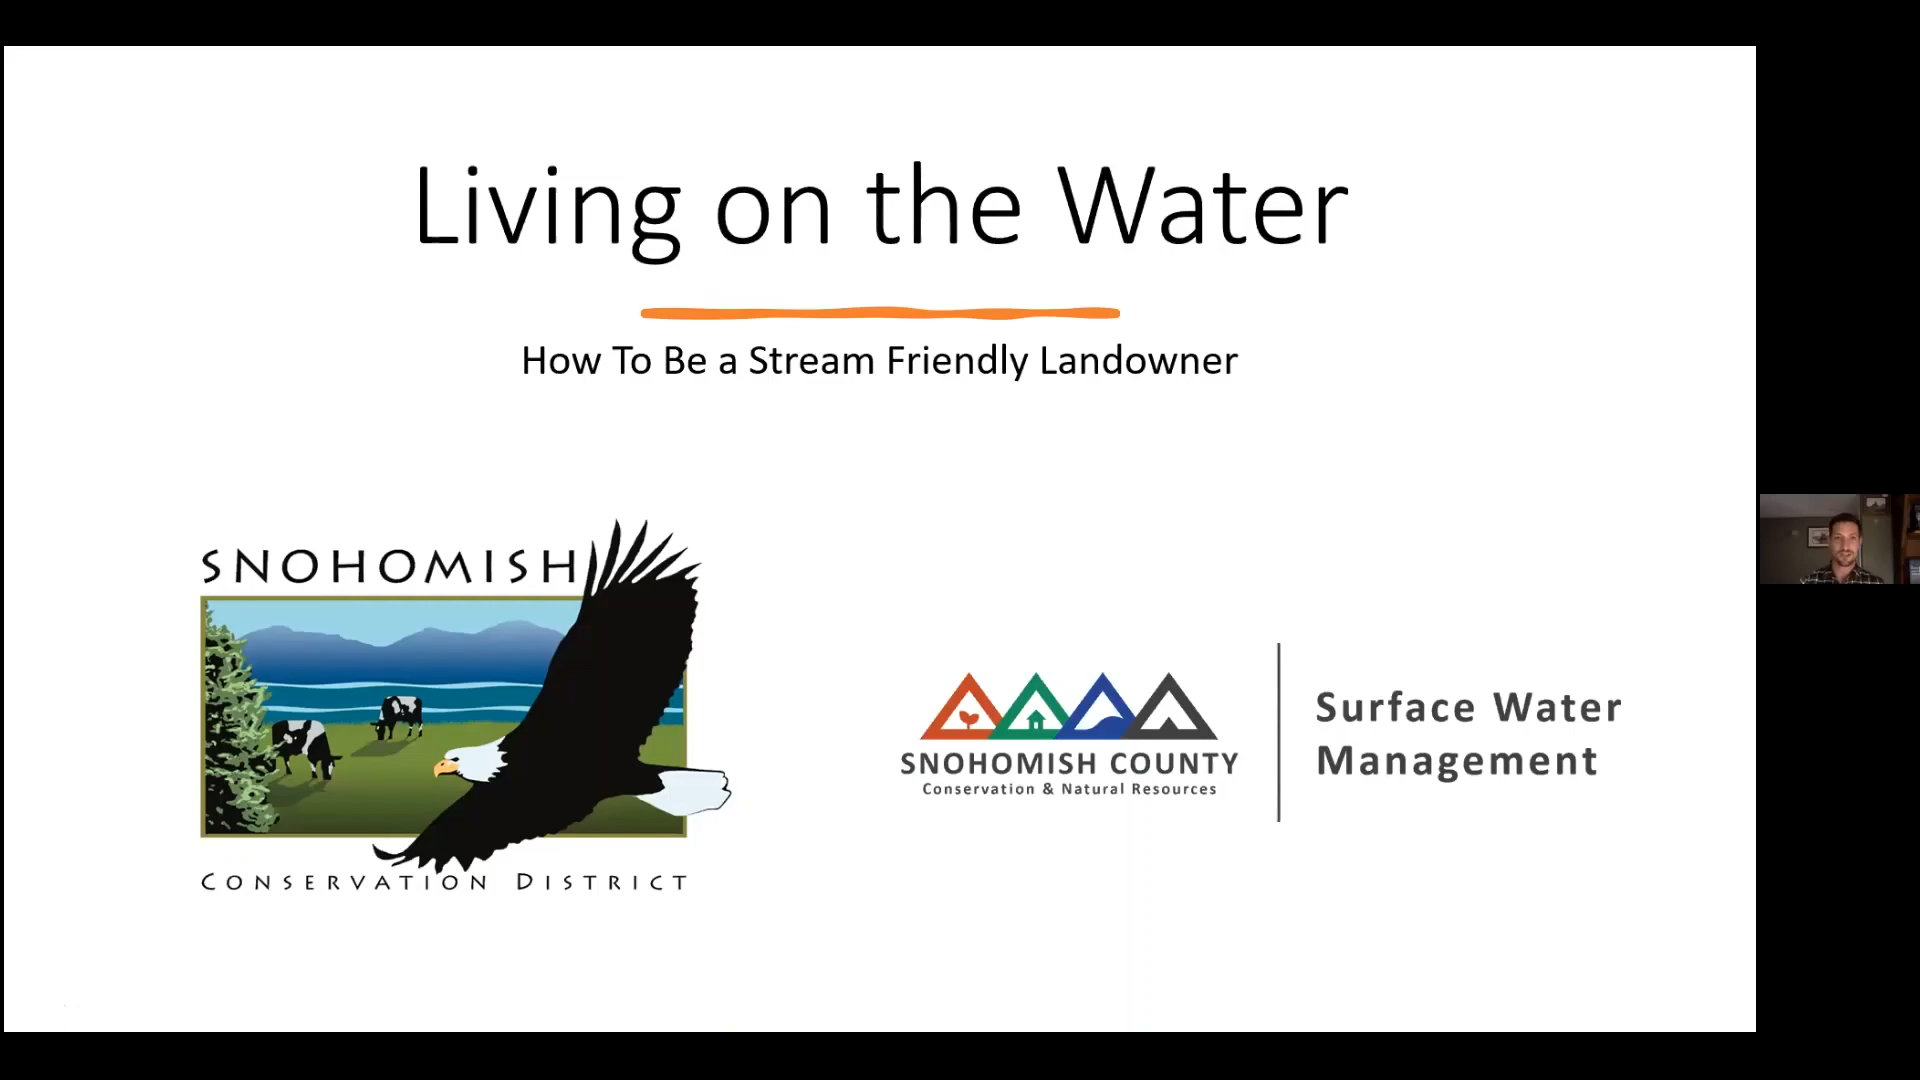 Living on the Water
How To Be a Stream Friendly Landowner
SNOHOMISH
CONSERVATION DISTRICT
SNOHOMISH COUNTY
Conservation & Natural Resources
Surface Water
Management